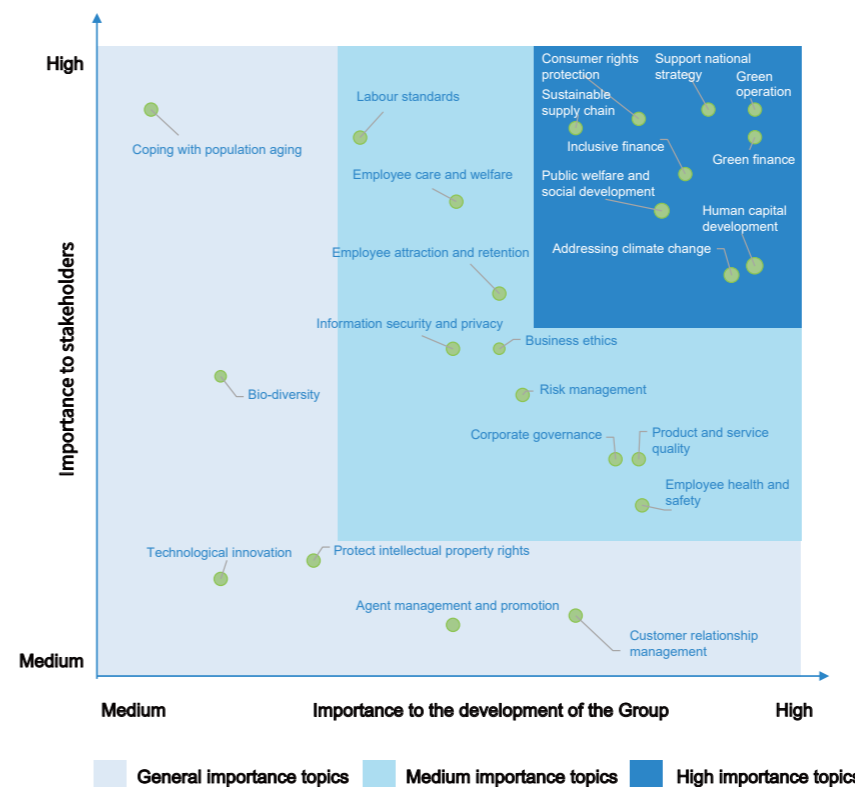 High
Consumer rights
protection
Support national
strategy
Green
operation
Sustainable
supply chain
Labour standards
Coping with population aging
Inclusive finance
Green finance
Employee care and welfare
Public welfare and
social development
Human capital
development
Employee attraction and retention
Addressing climate change
Information security and privacy
Business ethics
Bio-diversity
Risk management
Corporate governance
Product and service
quality
Employee health and
safety
Technological innovation
Protect intellectual property rights
Agent management and promotion
Customer relationship
management
Importance to stakeholders
Medium
Medium
Importance to the development of the Group
High
General importance topics
Medium importance topics
High importance topics